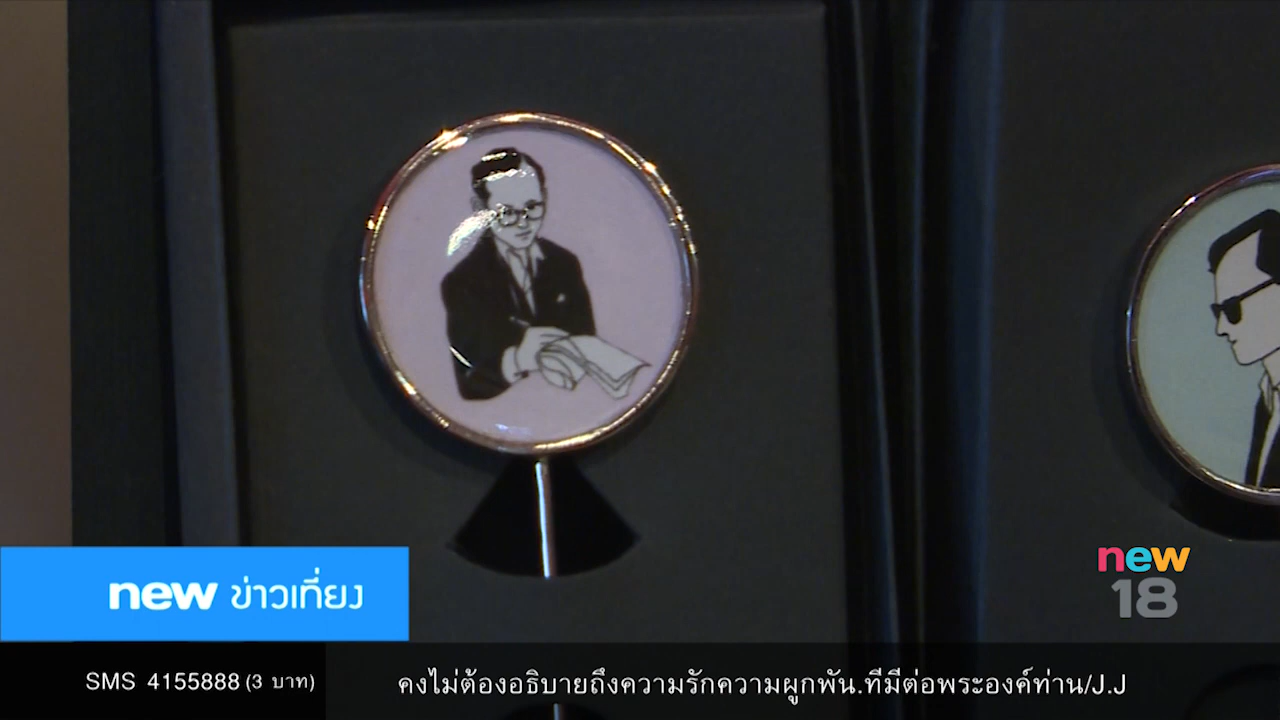 new ข่าวเที่ยง
new
18
SMS 4155888 (3 บาท)
คงไม่ต้องอธิบายถึงความรักความผูกพัน.ที่มีต่อพระองค์ท่าน/J.J